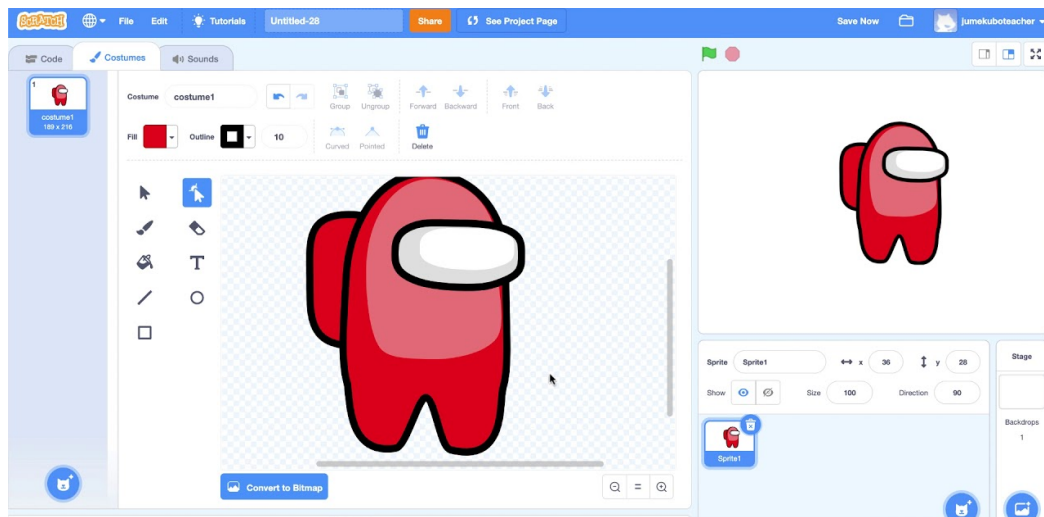 SCRATCH File Edit Tutorials Untitled-28 Share See Project Page Save Now jumekuboteacher
Code Costumes Sounds
1
costume1
189 x 216
Costume costume1 Group Ungroup Forward Backward Front Back
Fill Outline 10 Curved Pointed Delete
T
Convert to Bitmap
=
Sprite Sprite1 x 36 y 28
Show Size 100 Direction 90
Sprite1
Stage
Backdrops
1